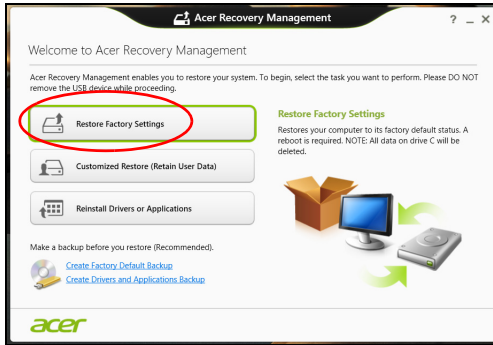 Acer Recovery Management
? _ X
Welcome to Acer Recovery Management
Acer Recovery Management enables you to restore your system. To begin, select the task you want to perform. Please DO NOT
remove the USB device while proceeding.
Restore Factory Settings
Restore Factory Settings
Restores your computer to its factory default status. A
reboot is required. NOTE: All data on drive C will be
deleted.
Customized Restore (Retain User Data)
Reinstall Drivers or Applications
Make a backup before you restore (Recommended).
Create Factory Default Backup
Create Drivers and Applications Backup
acer